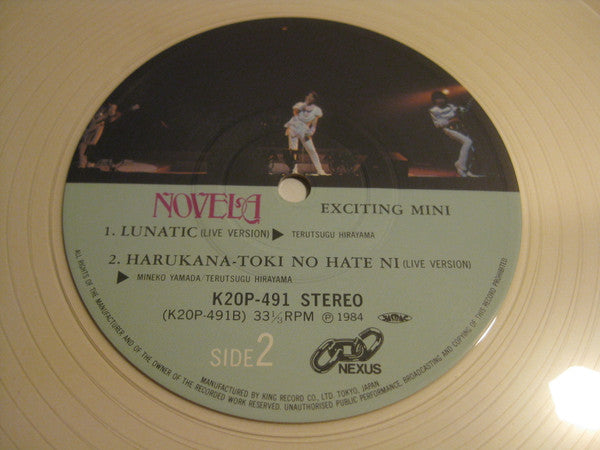 NOVELA
EXCITING MINI
1. LUNATIC (LIVE VERSION) ▶ TERUTSUGU HIRAYAMA
2. HARUKANA-TOKI NO HATE NI (LIVE VERSION)
▶ MINEKO YAMADA/TERUTSUGU HIRAYAMA
K20P-491 STEREO
(K20P-491B) 33⅓RPM Ⓟ 1984
SIDE 2
NEXUS
ALL RIGHTS OF THE MANUFACTURER AND OF THE OWNER OF THE RECORDED WORK RESERVED. UNAUTHORISED PUBLIC PERFORMANCE, BROADCASTING AND COPYING OF THIS RECORD PROHIBITED
MANUFACTURED BY KING RECORD CO., LTD. TOKYO, JAPAN